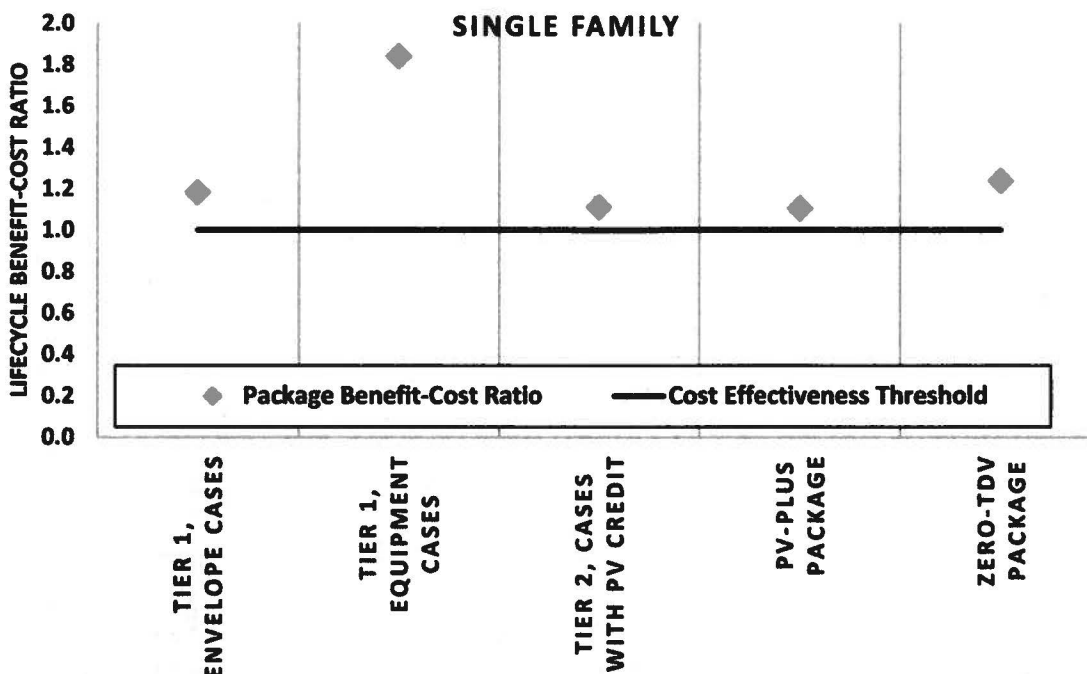 SINGLE FAMILY
LIFECYCLE BENEFIT-COST RATIO
2.0
1.8
1.6
1.4
1.2
1.0
0.8
0.6
0.4
0.2
0.0
Package Benefit-Cost Ratio
Cost Effectiveness Threshold
TIER 1,
ENVELOPE CASES
TIER 1,
EQUIPMENT
CASES
TIER 2, CASES
WITH PV CREDIT
PV-PLUS
PACKAGE
ZERO-TDV
PACKAGE